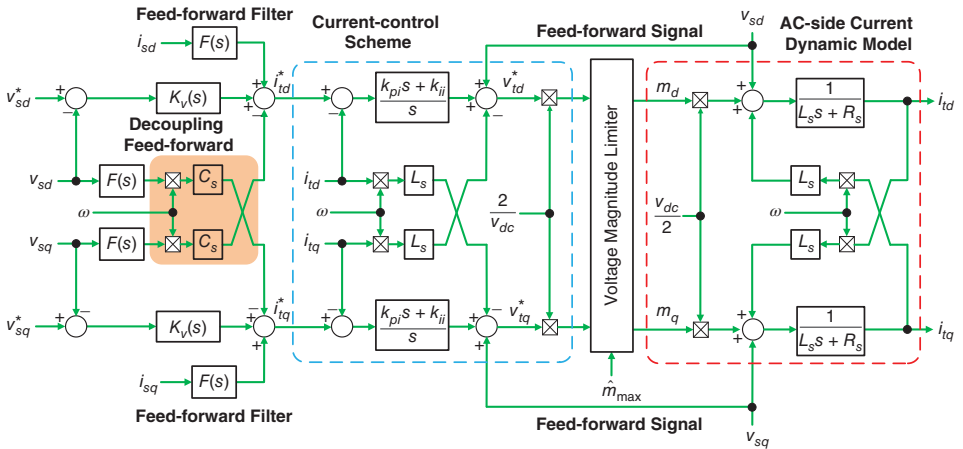 Feed-forward Filter
i_sd
F(s)
Current-control
Scheme
Feed-forward Signal
v_sd
AC-side Current
Dynamic Model
v*_sd
+
−
K_v(s)
+
+
−
i*_td
+
−
k_pi s + k_ii
s
+
+
−
v*_td
m_d
+
+
+
1
L_s s + R_s
i_td
Decoupling
Feed-forward
v_sd
F(s)
C_s
i_td
L_s
L_s
ω
ω
2
v_dc
Voltage Magnitude Limiter
v_dc
2
ω
v_sq
F(s)
C_s
i_tq
L_s
L_s
v*_sq
+
−
K_v(s)
−
+
+
i*_tq
+
−
k_pi s + k_ii
s
−
+
+
v*_tq
m_q
+
+
+
1
L_s s + R_s
i_tq
i_sq
F(s)
Feed-forward Filter
m̂_max
Feed-forward Signal
v_sq